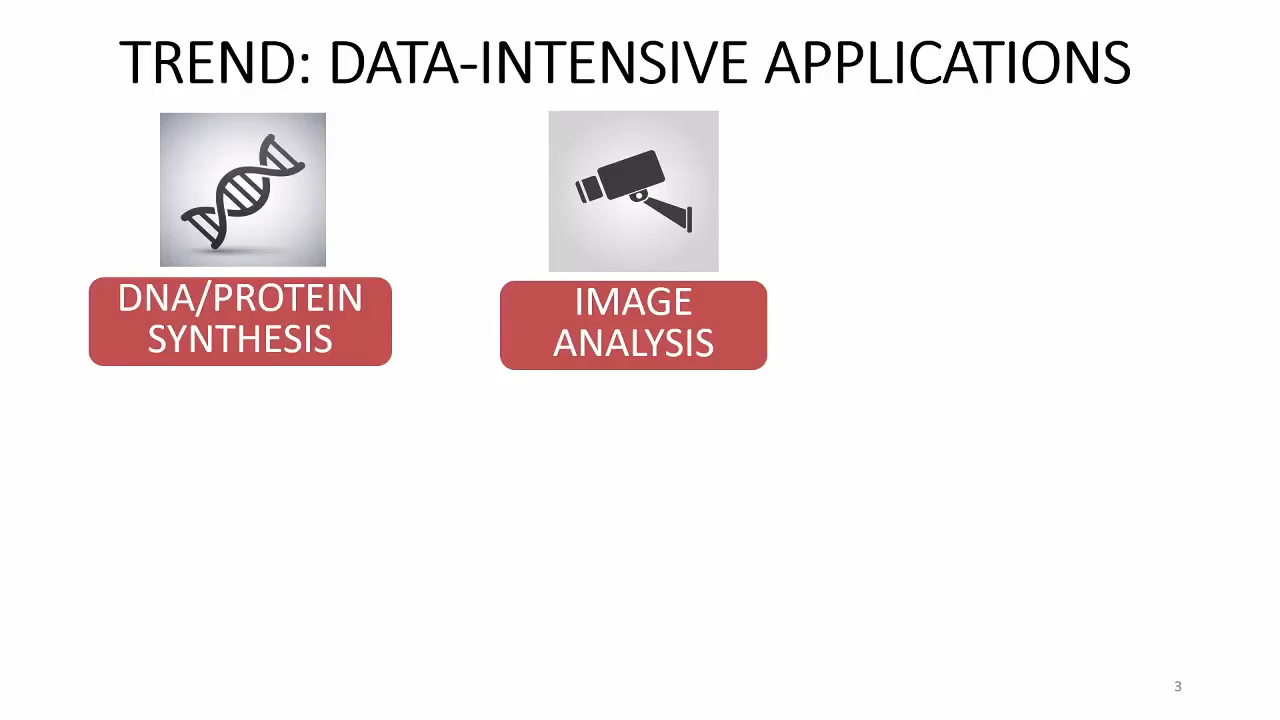 TREND: DATA-INTENSIVE APPLICATIONS
DNA/PROTEIN
SYNTHESIS
IMAGE
ANALYSIS
3